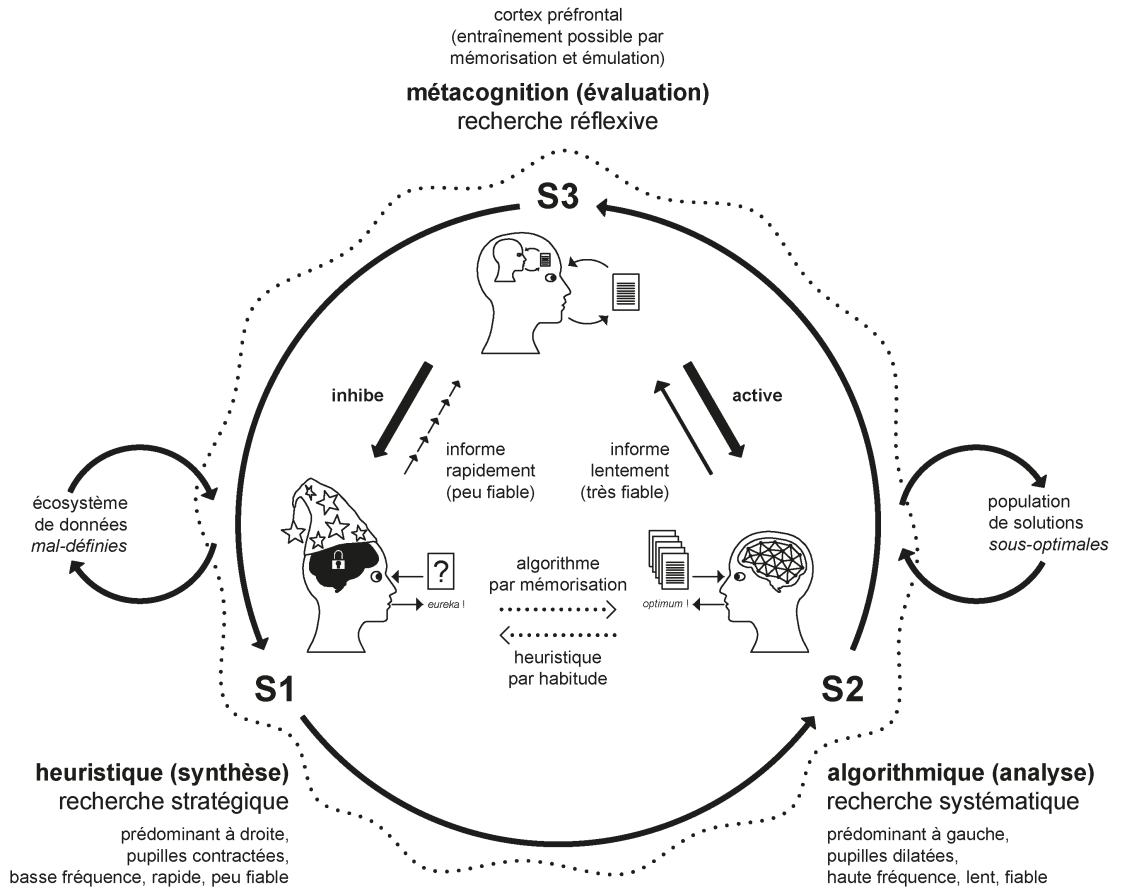 cortex préfrontal
(entraînement possible par
mémorisation et émulation)
métacognition (évaluation)
recherche réflexive
S3
inhibe
active
informe
rapidement
(peu fiable)
informe
lentement
(très fiable)
écosystème
de données
mal-définies
population
de solutions
sous-optimales
?
eureka !
algorithme
par mémorisation
optimum !
heuristique
par habitude
S1
S2
heuristique (synthèse)
recherche stratégique
prédominant à droite,
pupilles contractées,
basse fréquence, rapide, peu fiable
algorithmique (analyse)
recherche systématique
prédominant à gauche,
pupilles dilatées,
haute fréquence, lent, fiable